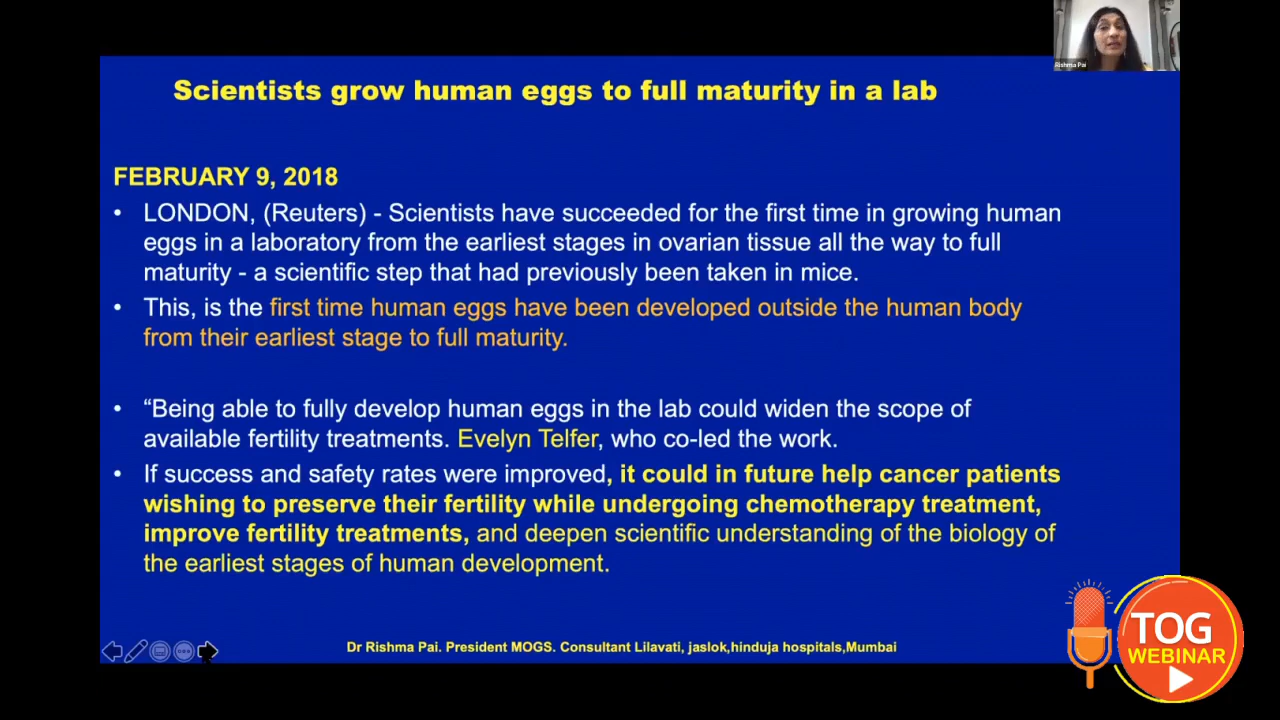 Rishma Pai
Scientists grow human eggs to full maturity in a lab
FEBRUARY 9, 2018
• LONDON, (Reuters) - Scientists have succeeded for the first time in growing human
eggs in a laboratory from the earliest stages in ovarian tissue all the way to full
maturity - a scientific step that had previously been taken in mice.
• This, is the first time human eggs have been developed outside the human body
from their earliest stage to full maturity.
• “Being able to fully develop human eggs in the lab could widen the scope of
available fertility treatments. Evelyn Telfer, who co-led the work.
• If success and safety rates were improved, it could in future help cancer patients
wishing to preserve their fertility while undergoing chemotherapy treatment,
improve fertility treatments, and deepen scientific understanding of the biology of
the earliest stages of human development.
Dr Rishma Pai. President MOGS. Consultant Lilavati, jaslok,hinduja hospitals,Mumbai
TOG
WEBINAR